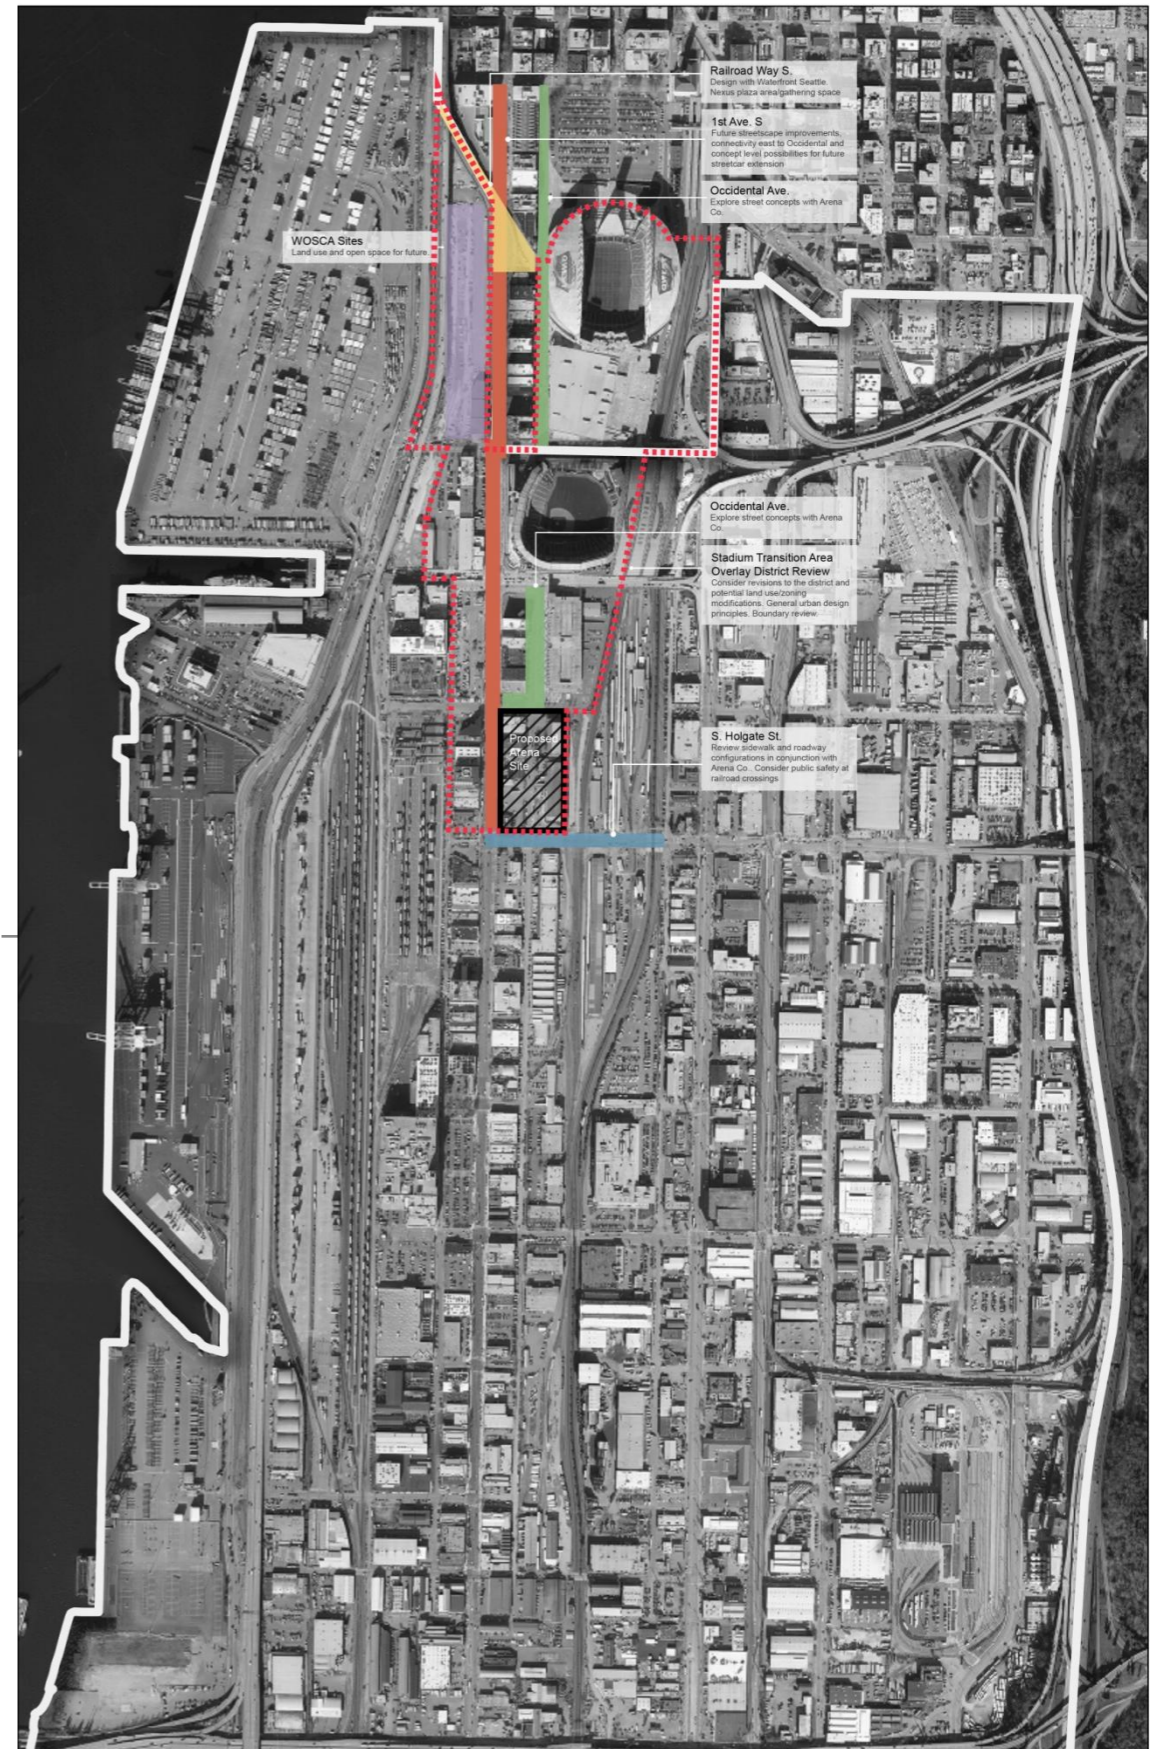 Railroad Way S.
Design with Waterfront Seattle.
Nexus plaza area/gathering space
1st Ave. S
Future streetscape improvements,
connectivity east to Occidental and
concept level possibilities for future
streetcar extension
Occidental Ave.
Explore street concepts with Arena
Co.
WOSCA Sites
Land use and open space for future.
Occidental Ave.
Explore street concepts with Arena
Co.
Stadium Transition Area
Overlay District Review
Consider revisions to the district and
potential land use/zoning
modifications. General urban design
principles. Boundary review.
S. Holgate St.
Review sidewalk and roadway
configurations in conjunction with
Arena Co.. Consider public safety at
railroad crossings
Proposed
Arena
Site